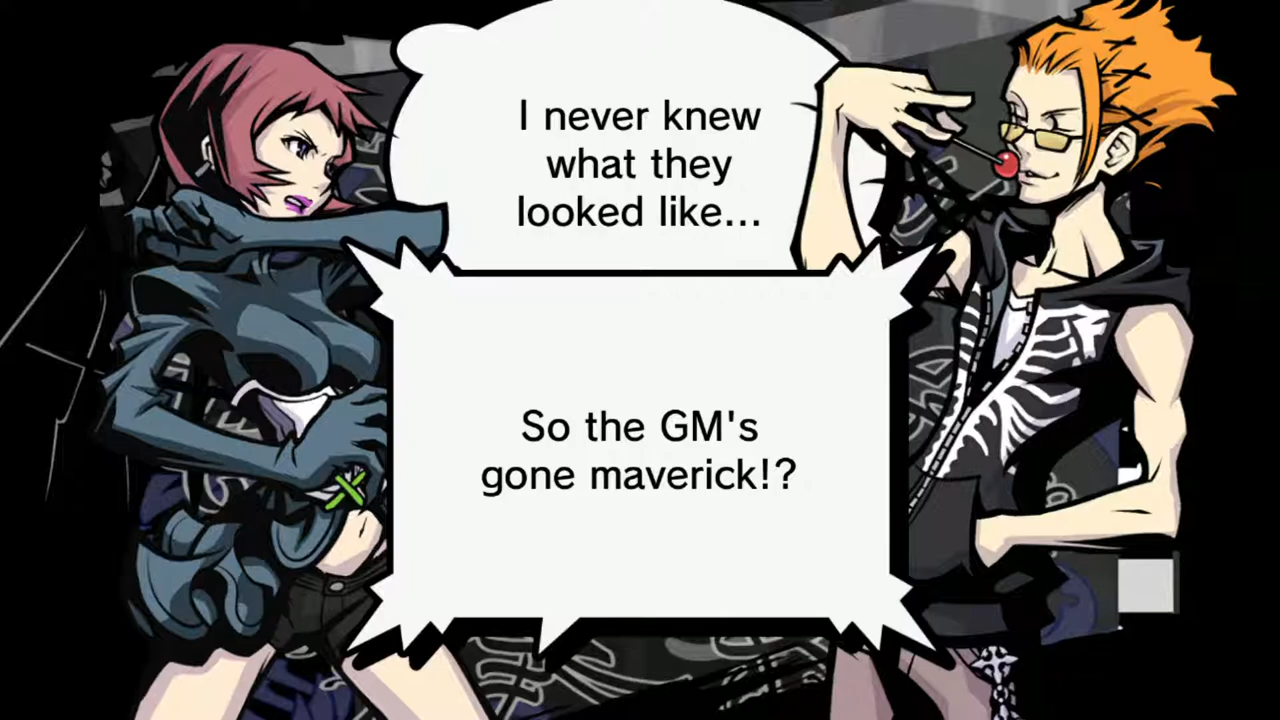 I never knew
what they
looked like...
So the GM's
gone maverick!?